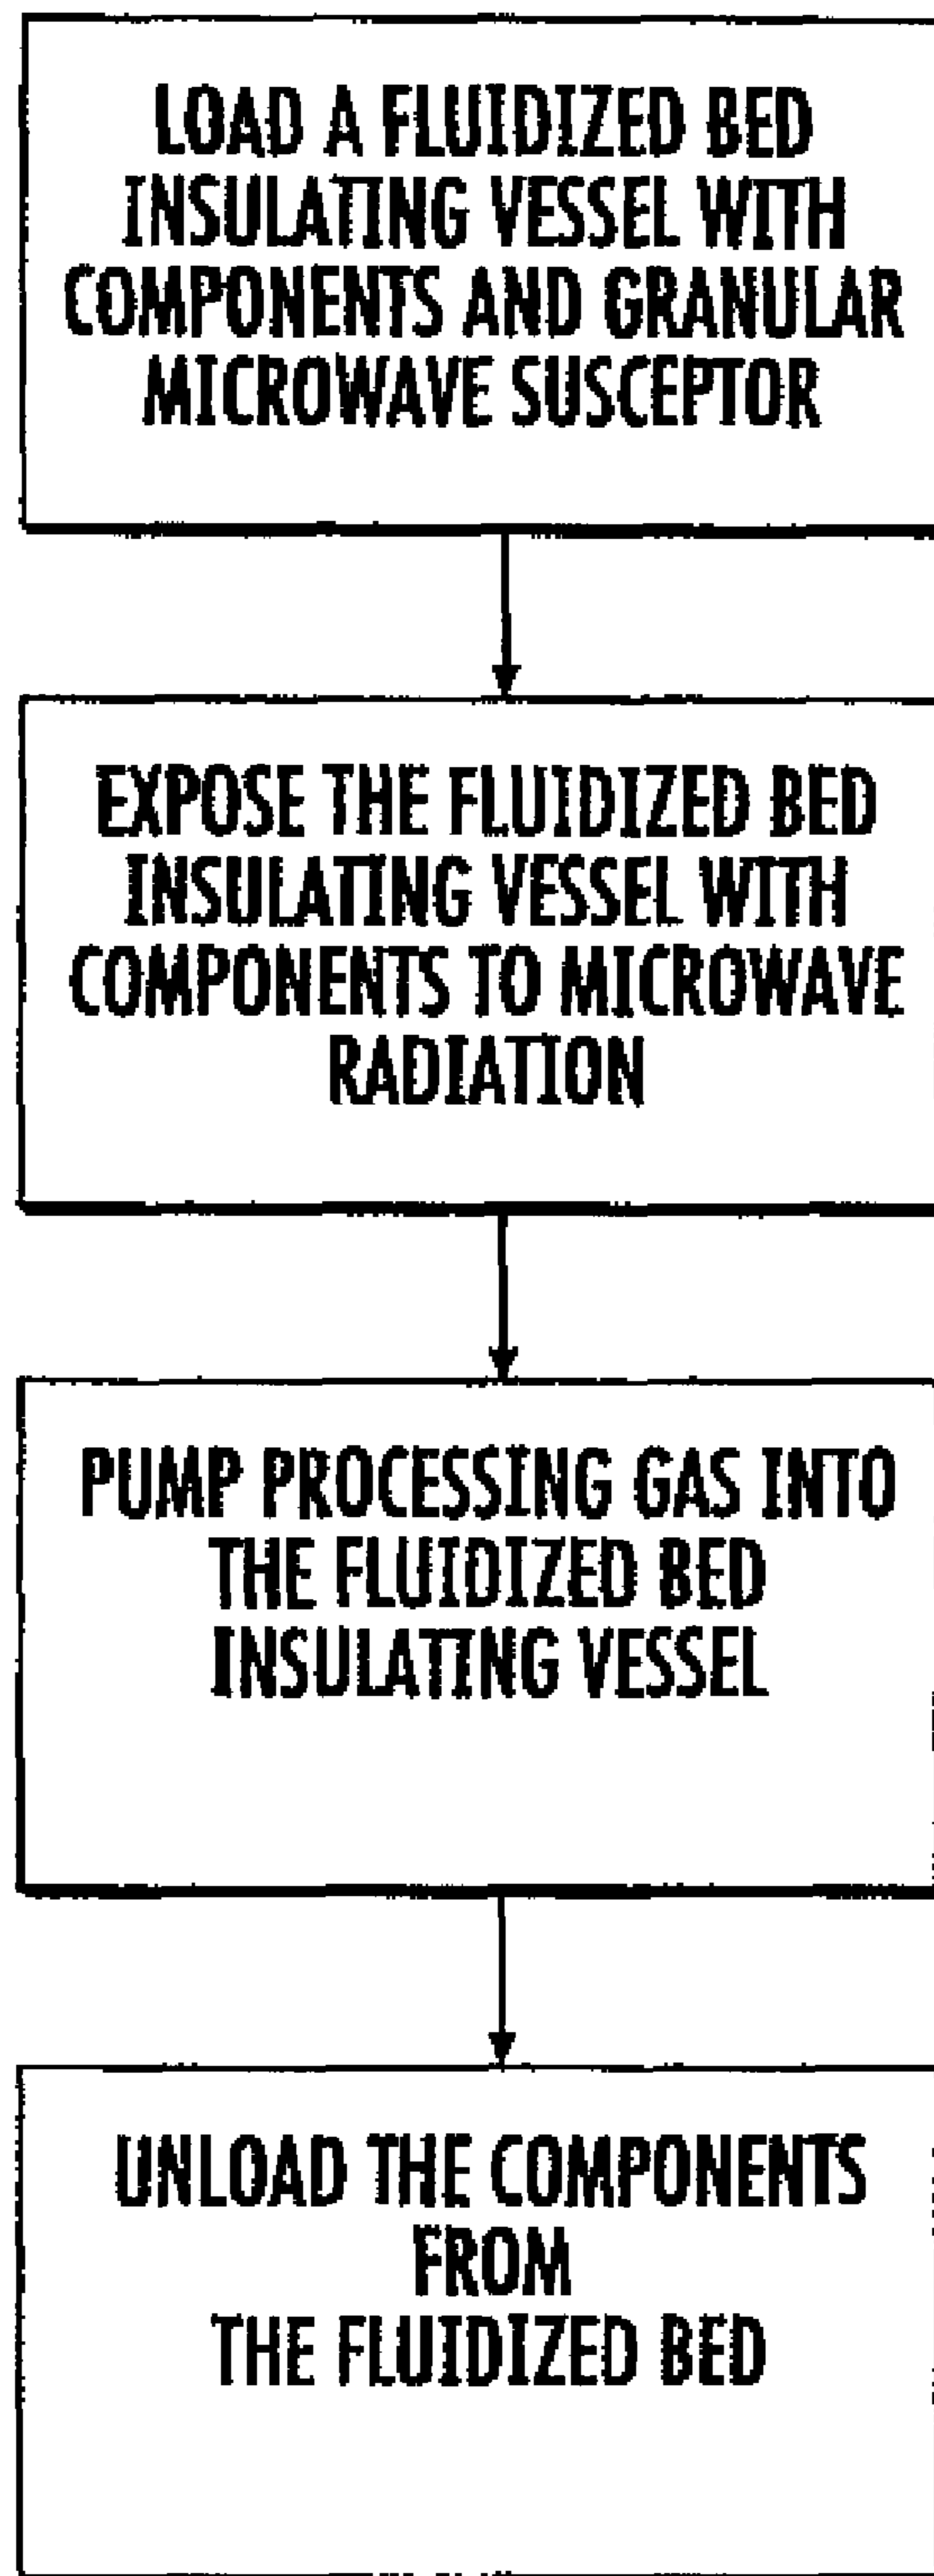 LOAD A FLUIDIZED BED
INSULATING VESSEL WITH
COMPONENTS AND GRANULAR
MICROWAVE SUSCEPTOR
EXPOSE THE FLUIDIZED BED
INSULATING VESSEL WITH
COMPONENTS TO MICROWAVE
RADIATION
PUMP PROCESSING GAS INTO
THE FLUIDIZED BED
INSULATING VESSEL
UNLOAD THE COMPONENTS
FROM
THE FLUIDIZED BED